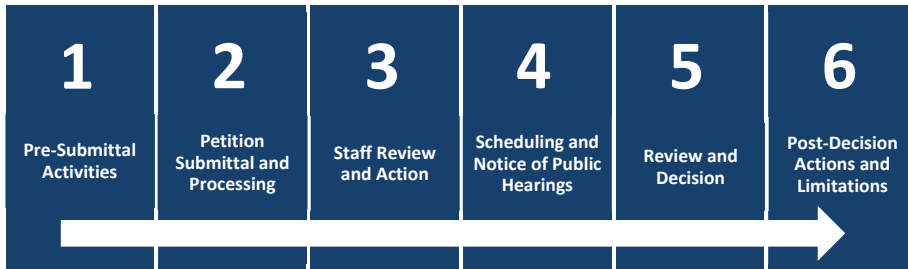 1
Pre-Submittal
Activities
2
Petition
Submittal and
Processing
3
Staff Review
and Action
4
Scheduling and
Notice of Public
Hearings
5
Review and
Decision
6
Post-Decision
Actions and
Limitations